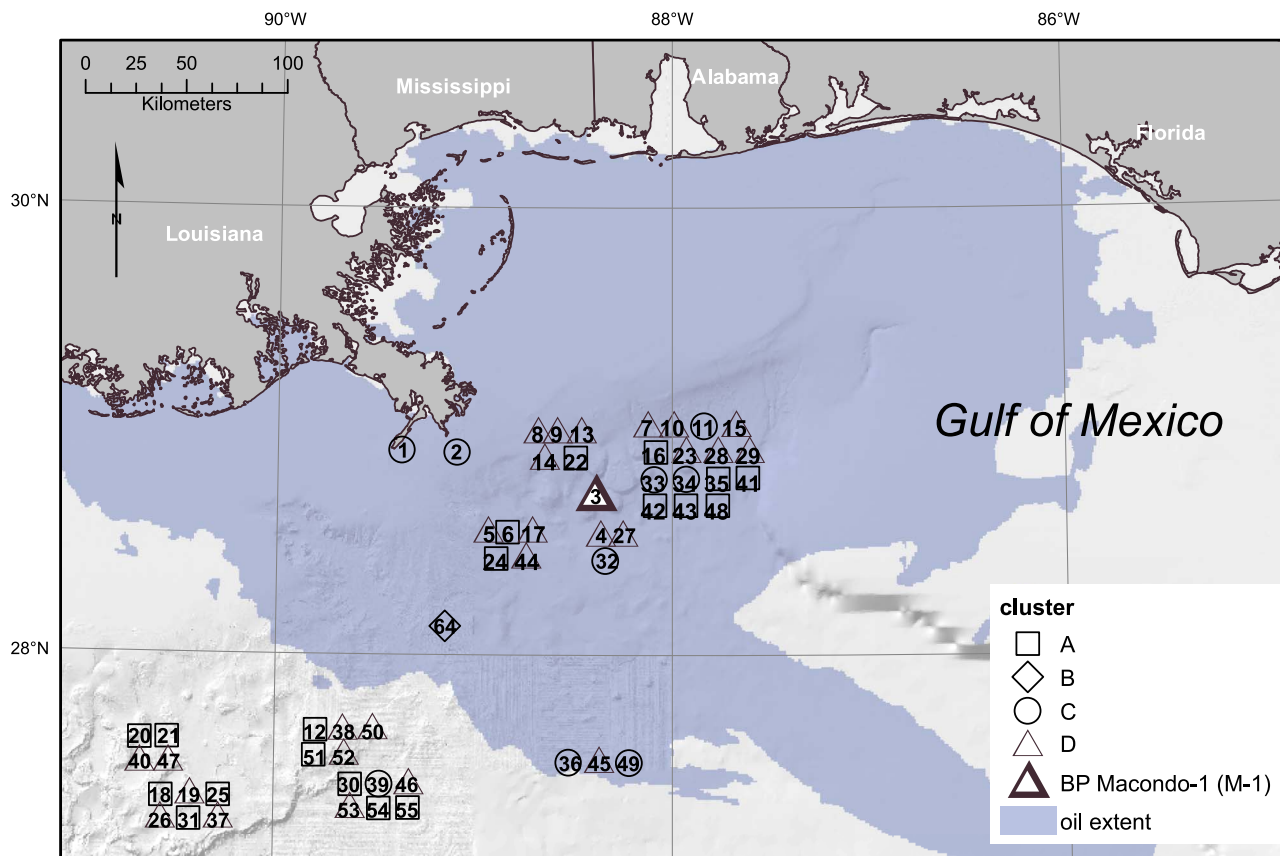 90°W 88°W 86°W
0 25 50 100
Kilometers
Mississippi
Alabama
Florida
30°N
N
Louisiana
Gulf of Mexico
7 10 11 15
8 9 13
1 2
16 23 28 29
14 22
33 34 35 41
3
42 43 48
5 6 17
4 27
24 44
32
64
28°N
12 38 50
20 21
51 52
40 47
36 45 49
30 39 46
18 19 25
53 54 55
26 31 37
cluster
A
B
C
D
BP Macondo-1 (M-1)
oil extent